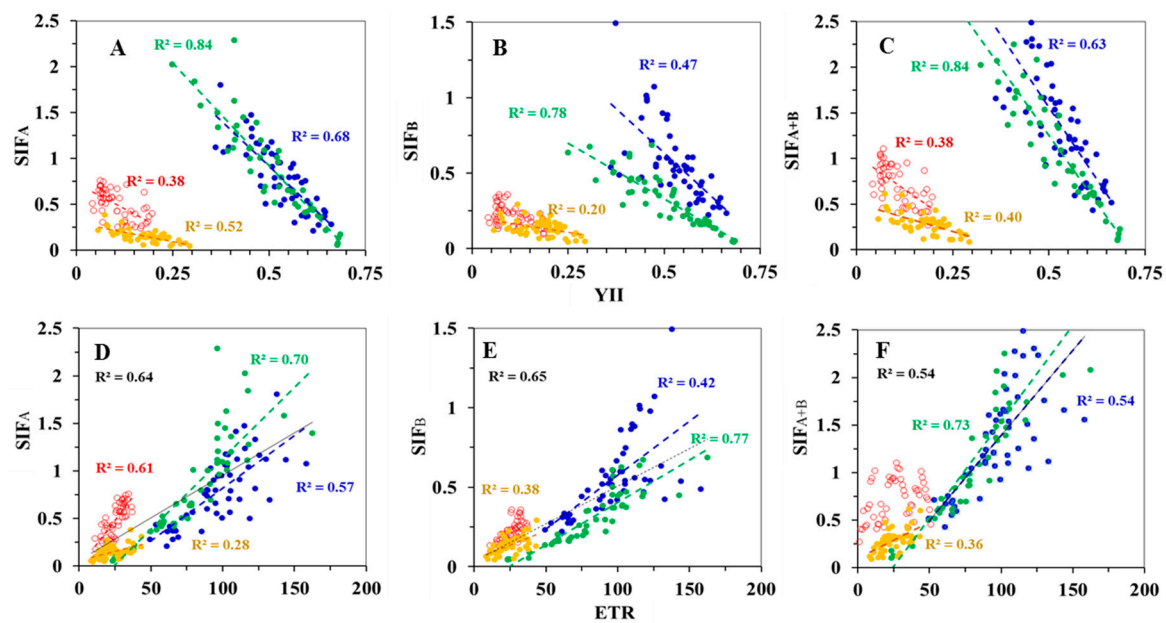 A
R² = 0.84
R² = 0.68
R² = 0.38
R² = 0.52
SIFA
2.5
2
1.5
1
0.5
0
0 0.25 0.5 0.75
B
R² = 0.47
R² = 0.78
R² = 0.20
SIFB
1.5
1
0.5
0
0 0.25 0.5 0.75
YII
C
R² = 0.63
R² = 0.84
R² = 0.38
R² = 0.40
SIFA+B
2.5
2
1.5
1
0.5
0
0 0.25 0.5 0.75
D
R² = 0.70
R² = 0.64
R² = 0.61
R² = 0.57
R² = 0.28
SIFA
2.5
2
1.5
1
0.5
0
0 50 100 150 200
E
R² = 0.65
R² = 0.42
R² = 0.77
R² = 0.38
SIFB
1.5
1
0.5
0
0 50 100 150 200
ETR
F
R² = 0.54
R² = 0.54
R² = 0.73
R² = 0.36
SIFA+B
2.5
2
1.5
1
0.5
0
0 50 100 150 200